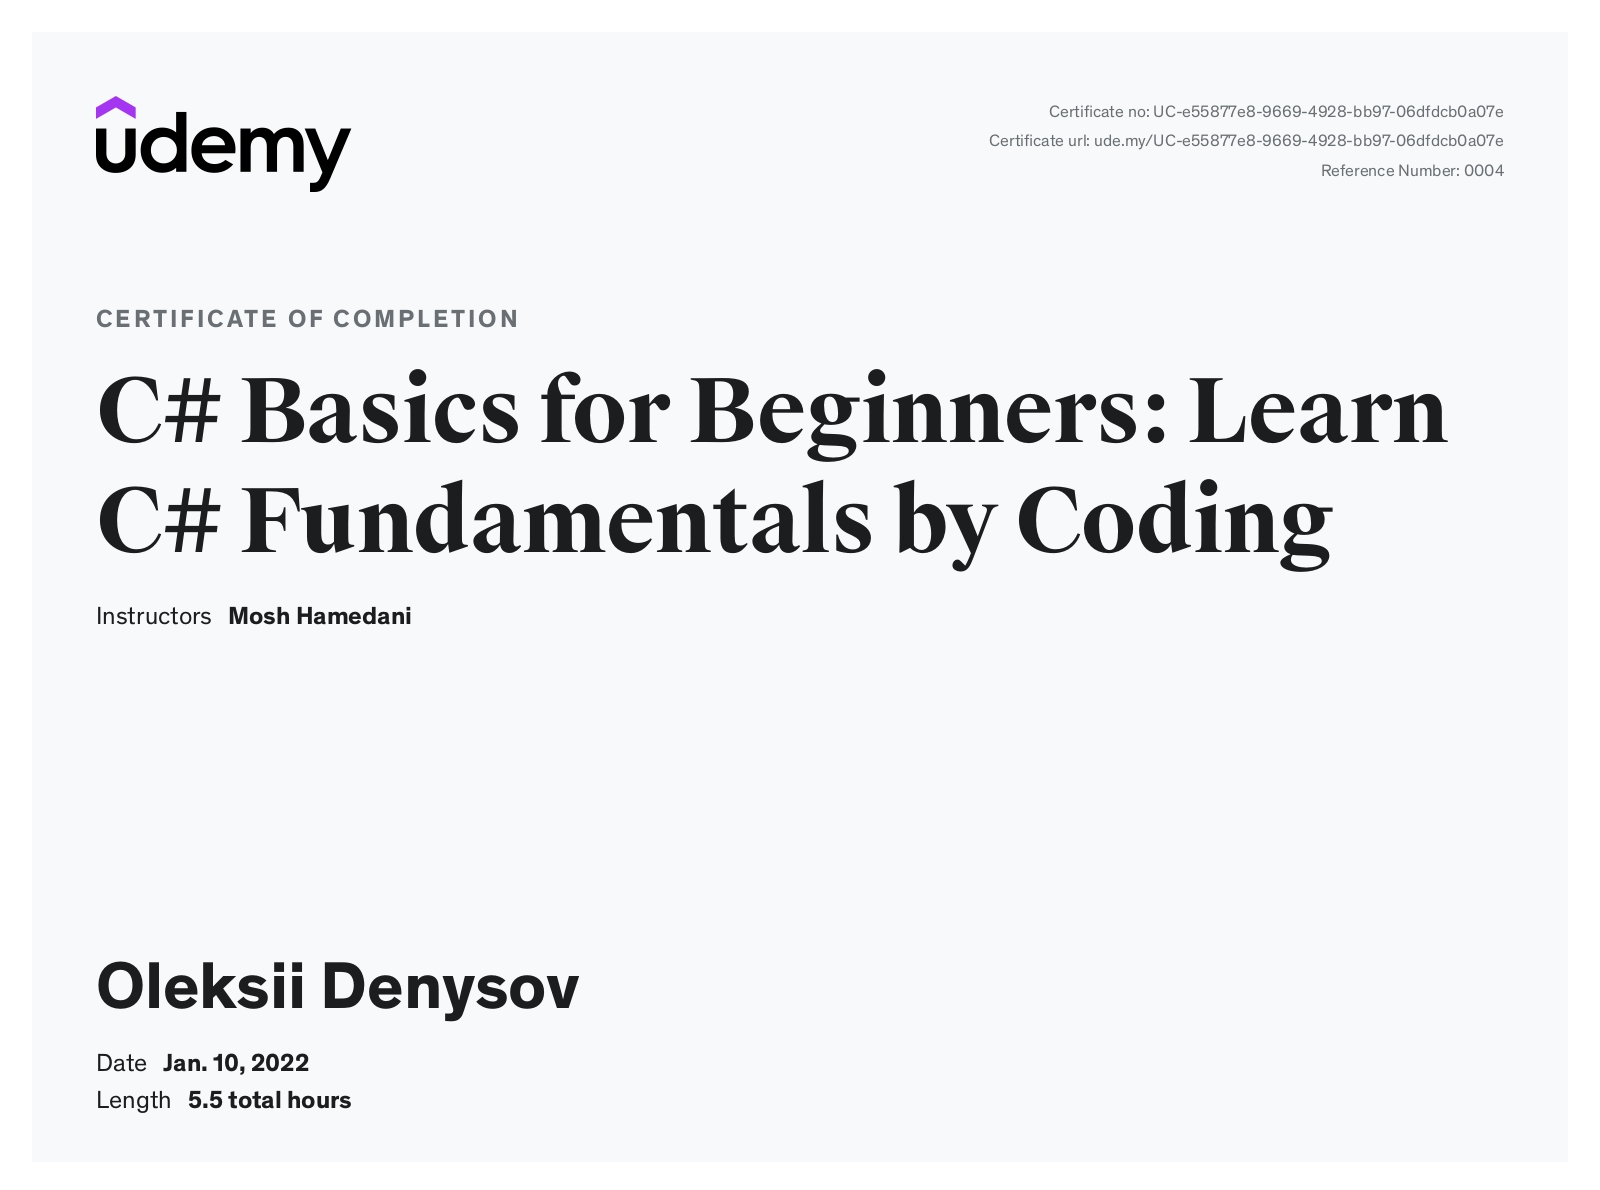 udemy
Certificate no: UC-e55877e8-9669-4928-bb97-06dfdcb0a07e
Certificate url: ude.my/UC-e55877e8-9669-4928-bb97-06dfdcb0a07e
Reference Number: 0004
CERTIFICATE OF COMPLETION
C# Basics for Beginners: Learn
C# Fundamentals by Coding
Instructors Mosh Hamedani
Oleksii Denysov
Date Jan. 10, 2022
Length 5.5 total hours